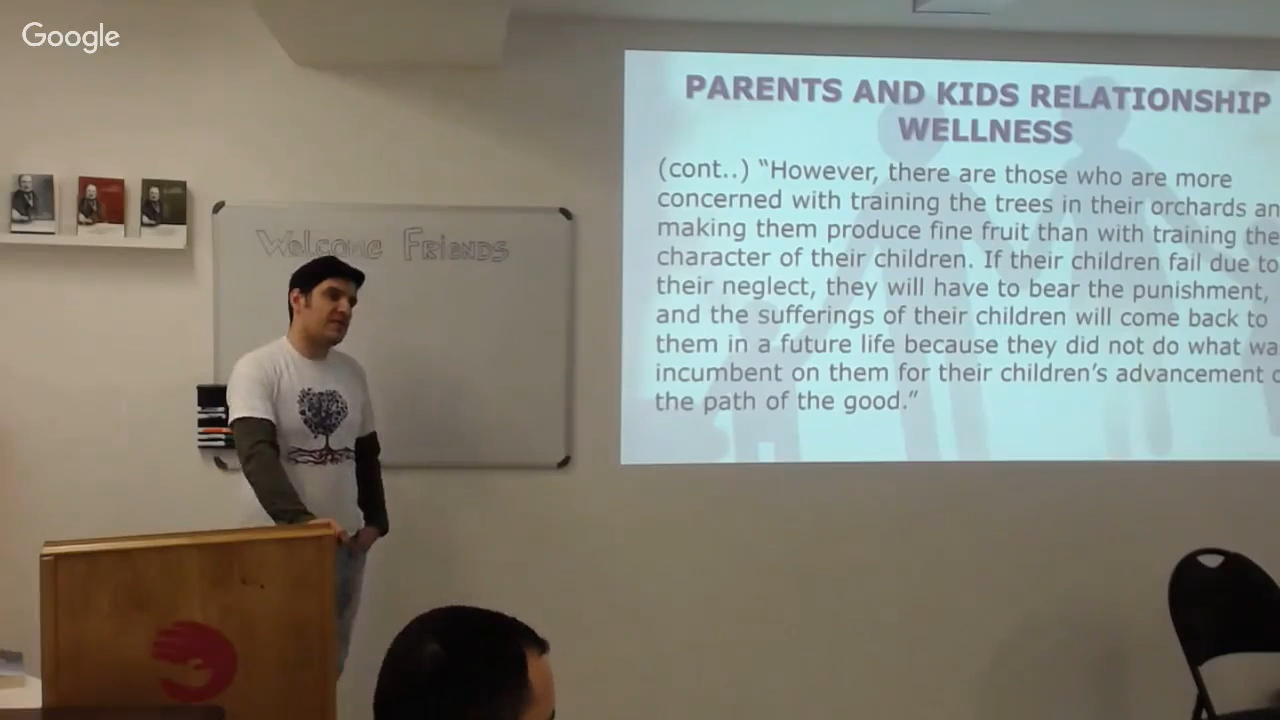 Google
Welcome Friends
PARENTS AND KIDS RELATIONSHIP
WELLNESS
(cont..) “However, there are those who are more
concerned with training the trees in their orchards an
making them produce fine fruit than with training the
character of their children. If their children fail due to
their neglect, they will have to bear the punishment,
and the sufferings of their children will come back to
them in a future life because they did not do what wa
incumbent on them for their children’s advancement o
the path of the good.”